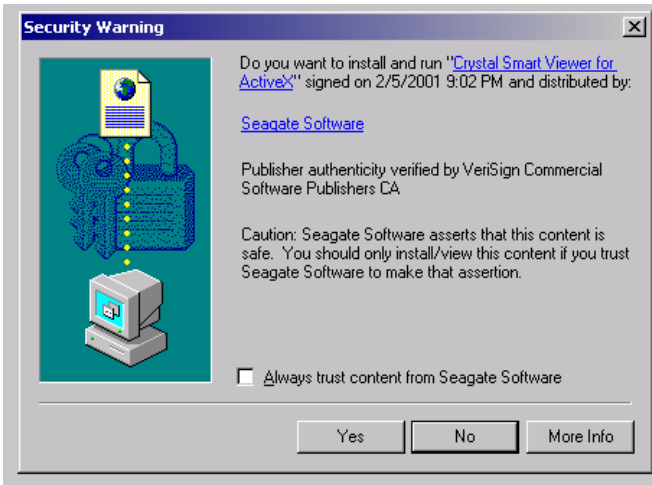 Security Warning
Do you want to install and run "Crystal Smart Viewer for
ActiveX" signed on 2/5/2001 9:02 PM and distributed by:
Seagate Software
Publisher authenticity verified by VeriSign Commercial
Software Publishers CA
Caution: Seagate Software asserts that this content is
safe.  You should only install/view this content if you trust
Seagate Software to make that assertion.
Always trust content from Seagate Software
Yes No More Info